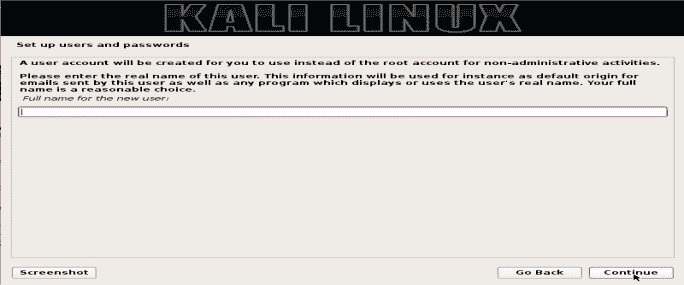 KALI LINUX
Set up users and passwords
A user account will be created for you to use instead of the root account for non-administrative activities.
Please enter the real name of this user. This information will be used for instance as default origin for
emails sent by this user as well as any program which displays or uses the user's real name. Your full
name is a reasonable choice.
Full name for the new user:
Screenshot
Go Back
Continue